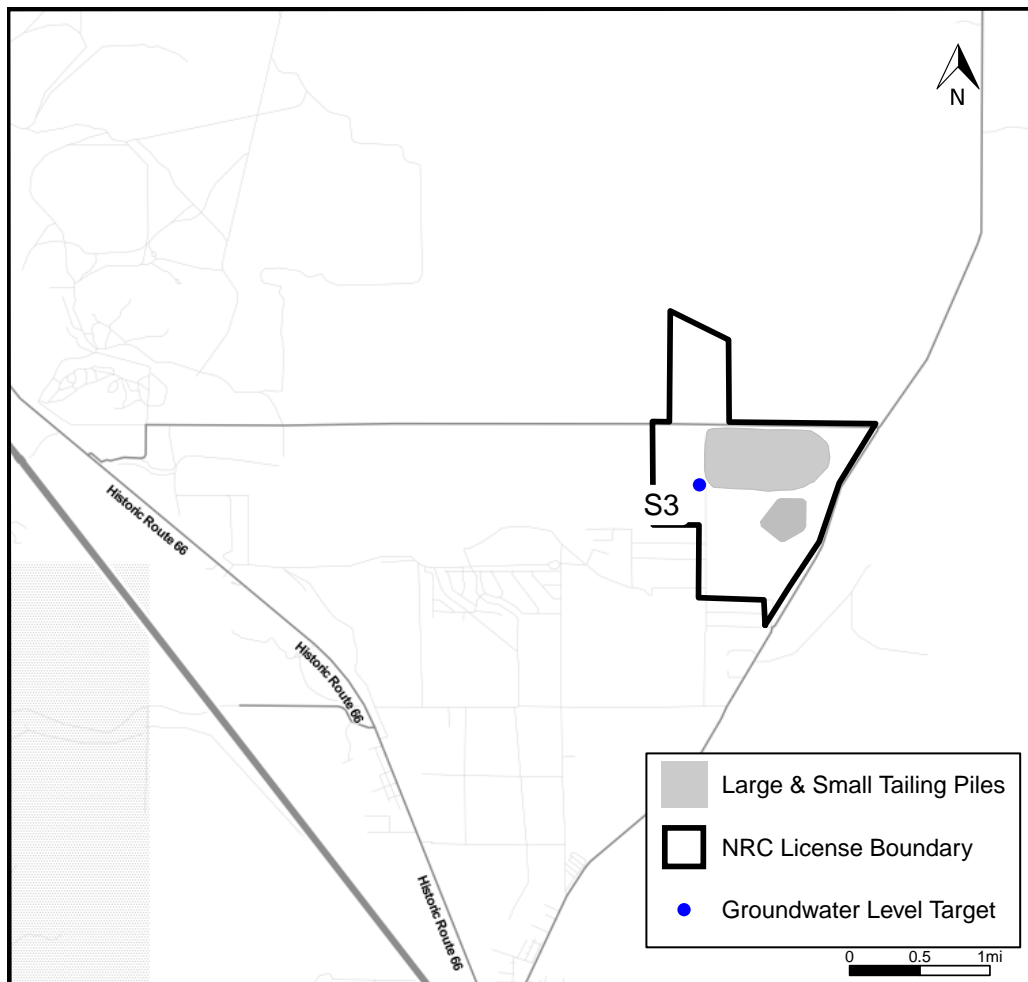 N
S3
Historic Route 66
Historic Route 66
Historic Route 66
Large & Small Tailing Piles
NRC License Boundary
Groundwater Level Target
0 0.5 1mi